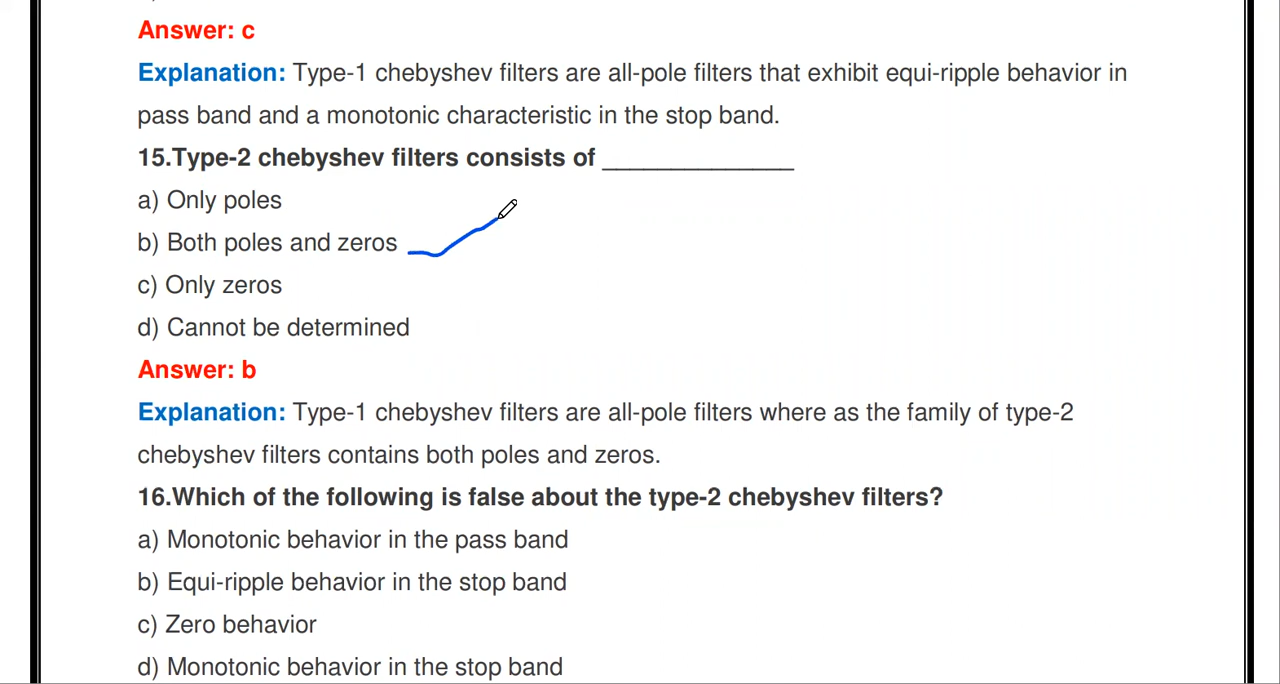 Answer: c
Explanation: Type-1 chebyshev filters are all-pole filters that exhibit equi-ripple behavior in
pass band and a monotonic characteristic in the stop band.
15.Type-2 chebyshev filters consists of ______________
a) Only poles
b) Both poles and zeros
c) Only zeros
d) Cannot be determined
Answer: b
Explanation: Type-1 chebyshev filters are all-pole filters where as the family of type-2
chebyshev filters contains both poles and zeros.
16.Which of the following is false about the type-2 chebyshev filters?
a) Monotonic behavior in the pass band
b) Equi-ripple behavior in the stop band
c) Zero behavior
d) Monotonic behavior in the stop band